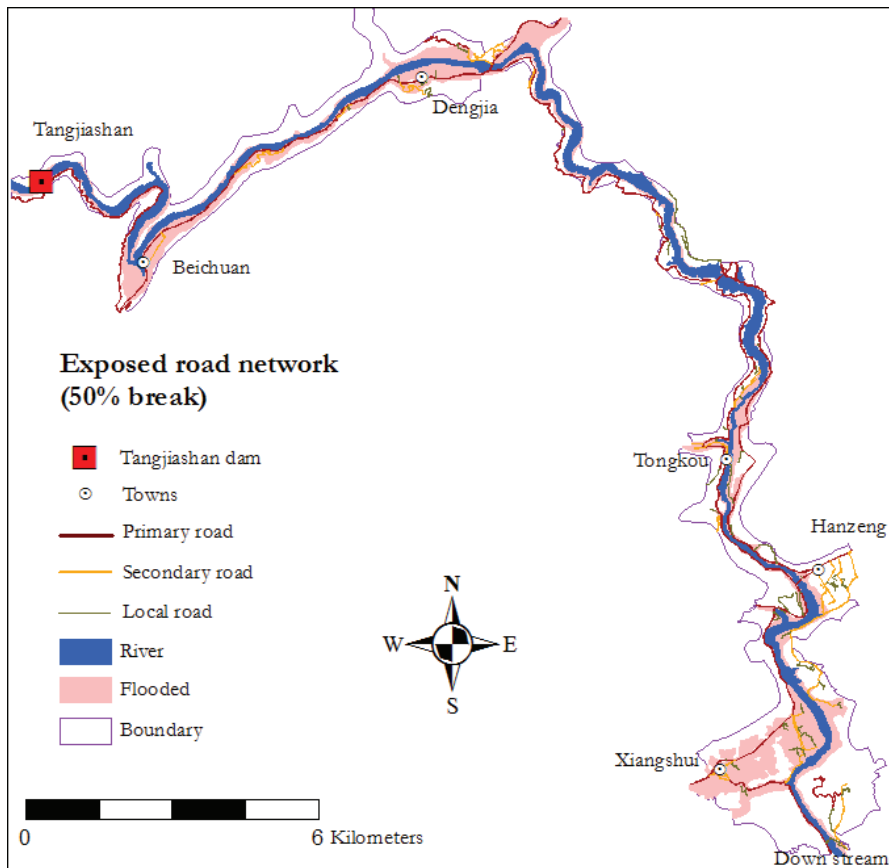 Tangjiashan
Dengjia
Beichuan
Exposed road network
(50% break)
Tangjiashan dam
Towns
Primary road
Secondary road
Local road
River
Flooded
Boundary
0 6 Kilometers
N
W E
S
Tongkou
Hanzeng
Xiangshui
Down stream